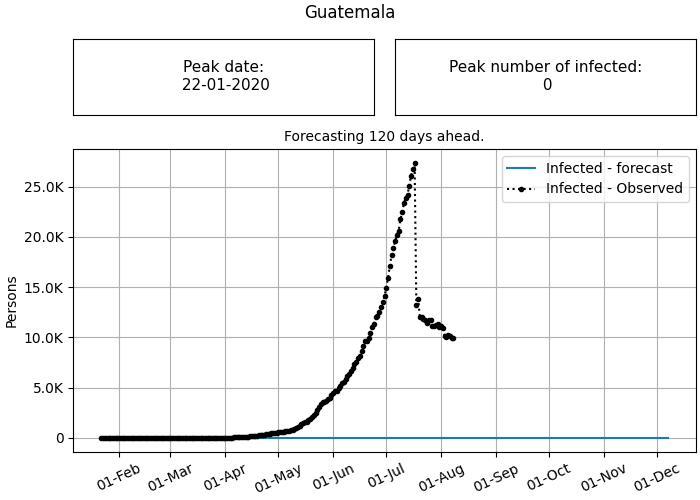 Guatemala
Peak date:
22-01-2020
Peak number of infected:
0
Forecasting 120 days ahead.
Infected - forecast
Infected - Observed
Persons
25.0K
20.0K
15.0K
10.0K
5.0K
0
01-Feb
01-Mar
01-Apr
01-May
01-Jun
01-Jul
01-Aug
01-Sep
01-Oct
01-Nov
01-Dec